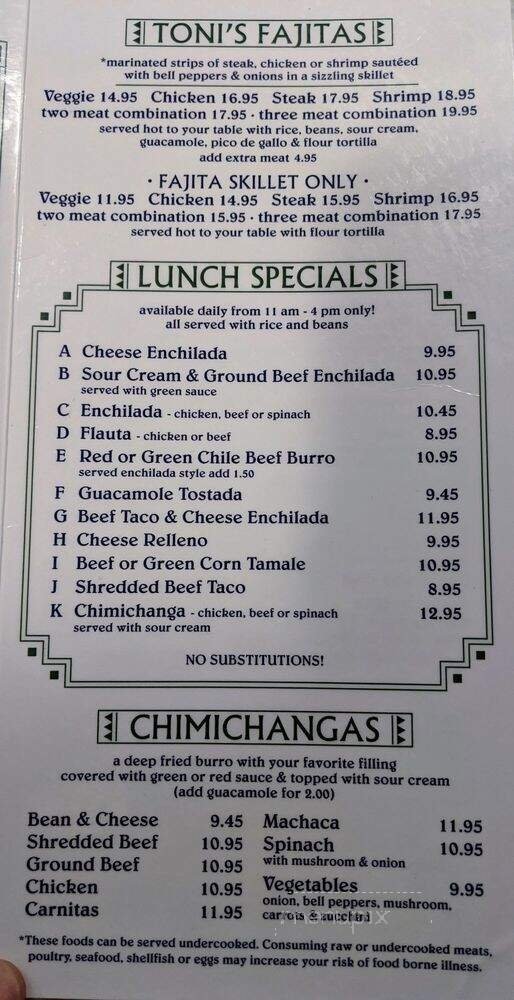 TONI'S FAJITAS
*marinated strips of steak, chicken or shrimp sautéed
with bell peppers & onions in a sizzling skillet
Veggie 14.95 Chicken 16.95 Steak 17.95 Shrimp 18.95
two meat combination 17.95 · three meat combination 19.95
served hot to your table with rice, beans, sour cream,
guacamole, pico de gallo & flour tortilla
add extra meat 4.95
· FAJITA SKILLET ONLY ·
Veggie 11.95 Chicken 14.95 Steak 15.95 Shrimp 16.95
two meat combination 15.95 · three meat combination 17.95
served hot to your table with flour tortilla
LUNCH SPECIALS
available daily from 11 am - 4 pm only!
all served with rice and beans
A Cheese Enchilada 9.95
B Sour Cream & Ground Beef Enchilada 10.95
served with green sauce
C Enchilada - chicken, beef or spinach 10.45
D Flauta - chicken or beef 8.95
E Red or Green Chile Beef Burro 10.95
served enchilada style add 1.50
F Guacamole Tostada 9.45
G Beef Taco & Cheese Enchilada 11.95
H Cheese Relleno 9.95
I Beef or Green Corn Tamale 10.95
J Shredded Beef Taco 8.95
K Chimichanga - chicken, beef or spinach 12.95
served with sour cream
NO SUBSTITUTIONS!
CHIMICHANGAS
a deep fried burro with your favorite filling
covered with green or red sauce & topped with sour cream
(add guacamole for 2.00)
Bean & Cheese 9.45
Shredded Beef 10.95
Ground Beef 10.95
Chicken 10.95
Carnitas 11.95
Machaca 11.95
Spinach 10.95
with mushroom & onion
Vegetables 9.95
onion, bell peppers, mushroom,
carrots & zucchini
menupix
*These foods can be served undercooked. Consuming raw or undercooked meats,
poultry, seafood, shellfish or eggs may increase your risk of food borne illness.